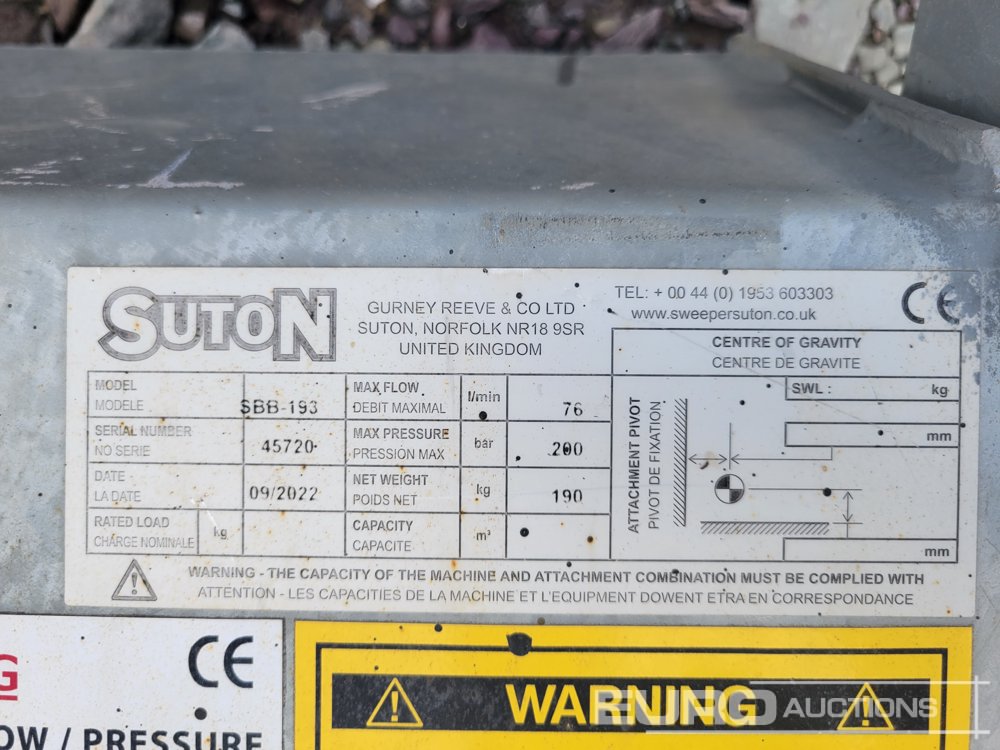 SUTON
GURNEY REEVE & CO LTD
SUTON, NORFOLK NR18 9SR
UNITED KINGDOM
TEL: + 00 44 (0) 1953 603303
www.sweepersuton.co.uk
CE
MODEL
MODELE
SBB-193
MAX FLOW
DEBIT MAXIMAL
l/min
76
SERIAL NUMBER
NO SERIE
45720
MAX PRESSURE
PRESSION MAX
bar
200
DATE
LA DATE
09/2022
NET WEIGHT
POIDS NET
kg
190
RATED LOAD
CHARGE NOMINALE
kg
CAPACITY
CAPACITE
m³
CENTRE OF GRAVITY
CENTRE DE GRAVITE
SWL : kg
mm
ATTACHMENT PIVOT
PIVOT DE FIXATION
mm
WARNING - THE CAPACITY OF THE MACHINE AND ATTACHMENT COMBINATION MUST BE COMPLIED WITH
ATTENTION - LES CAPACITIES DE LA MACHINE ET L'EQUIPMENT DOWENT ETRA EN CORRESPONDANCE
G
CE
OW / PRESSURE
WARNING
EURO AUCTIONS